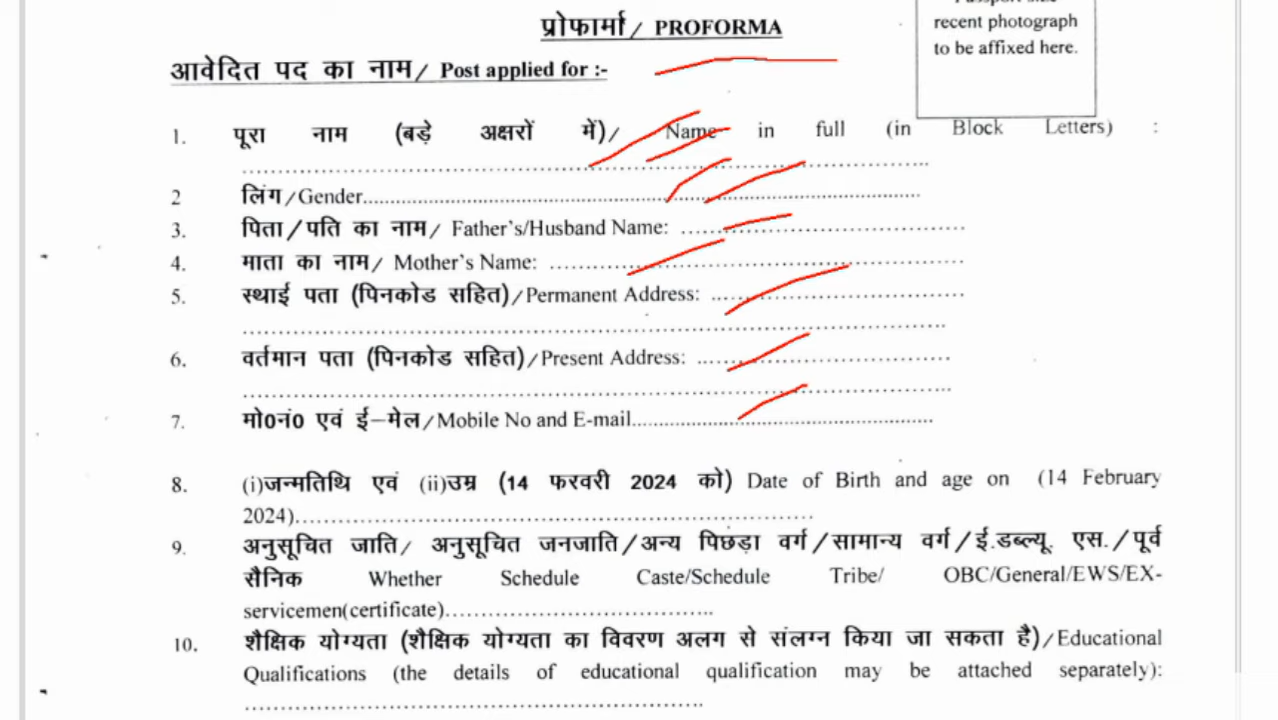 recent photograph
to be affixed here.
प्रोफार्मा/ PROFORMA
आवेदित पद का नाम/ Post applied for :-
1. पूरा नाम (बड़े अक्षरों में)/ Name in full (in Block Letters) :
..........................................................................
2 लिंग/Gender..........................................................................
3. पिता/पति का नाम/ Father's/Husband Name: ..........................................
4. माता का नाम/ Mother's Name: ..........................................................
5. स्थाई पता (पिनकोड सहित)/Permanent Address: .....................................
..........................................................................
6. वर्तमान पता (पिनकोड सहित)/Present Address: .....................................
..........................................................................
7. मो0नं0 एवं ई–मेल/Mobile No and E-mail..............................................
8. (i)जन्मतिथि एवं (ii)उम्र (14 फरवरी 2024 को) Date of Birth and age on (14 February
2024)..........................................................................
9. अनुसूचित जाति/ अनुसूचित जनजाति/अन्य पिछड़ा वर्ग/सामान्य वर्ग/ई.डब्ल्यू. एस./पूर्व
सैनिक Whether Schedule Caste/Schedule Tribe/ OBC/General/EWS/EX-
servicemen(certificate)..........................................
10. शैक्षिक योग्यता (शैक्षिक योग्यता का विवरण अलग से संलग्न किया जा सकता है)/Educational
Qualifications (the details of educational qualification may be attached separately):
..........................................................................